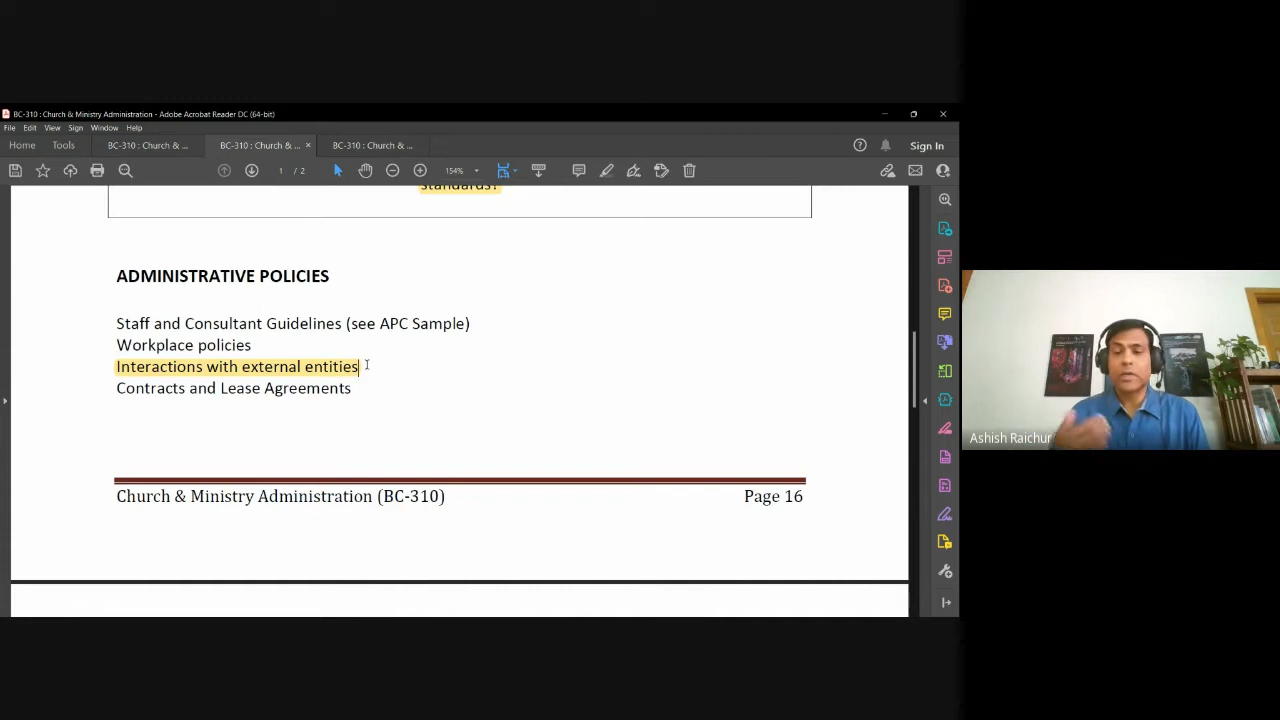 BC-310 : Church & Ministry Administration - Adobe Acrobat Reader DC (64-bit)
File Edit View Sign Window Help
Home Tools BC-310 : Church & ... BC-310 : Church & ... × BC-310 : Church & ... Sign In
1 / 2 154%
standards?
ADMINISTRATIVE POLICIES
Staff and Consultant Guidelines (see APC Sample)
Workplace policies
Interactions with external entities
Contracts and Lease Agreements
Church & Ministry Administration (BC-310) Page 16
Ashish Raichur